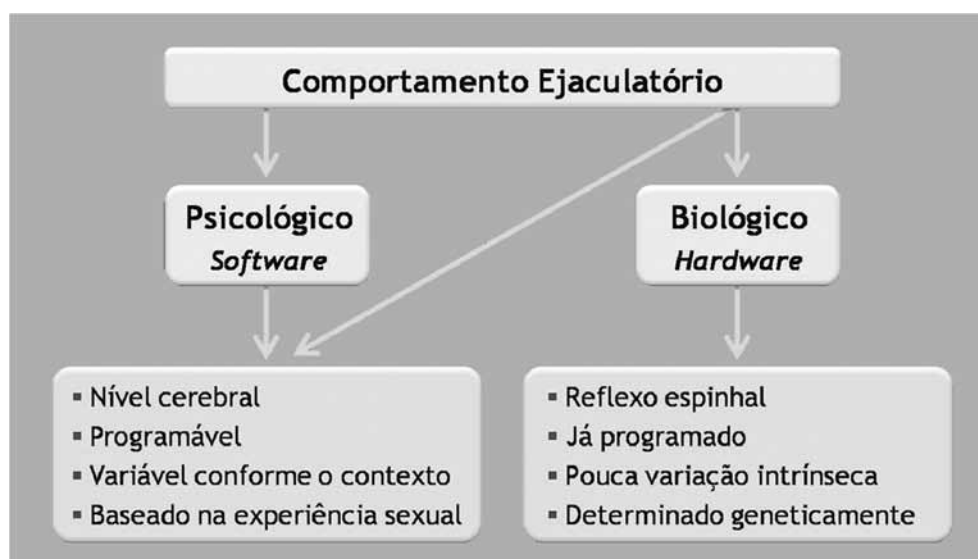 Comportamento Ejaculatório
Psicológico
Software
Biológico
Hardware
▪ Nível cerebral
▪ Programável
▪ Variável conforme o contexto
▪ Baseado na experiência sexual
▪ Reflexo espinhal
▪ Já programado
▪ Pouca variação intrínseca
▪ Determinado geneticamente